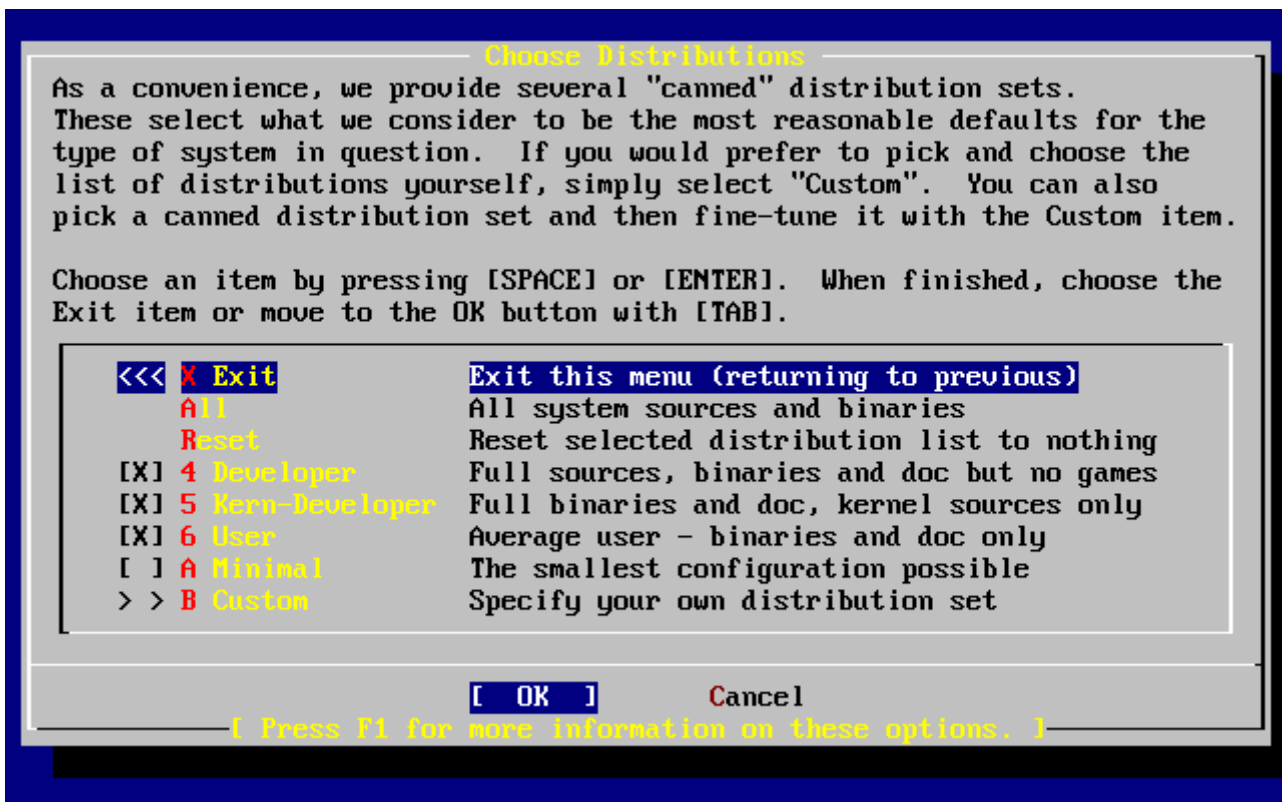 Choose Distributions
As a convenience, we provide several "canned" distribution sets.
These select what we consider to be the most reasonable defaults for the
type of system in question.  If you would prefer to pick and choose the
list of distributions yourself, simply select "Custom".  You can also
pick a canned distribution set and then fine-tune it with the Custom item.
Choose an item by pressing [SPACE] or [ENTER].  When finished, choose the
Exit item or move to the OK button with [TAB].
<<< X Exit Exit this menu (returning to previous)
All All system sources and binaries
Reset Reset selected distribution list to nothing
[X] 4 Developer Full sources, binaries and doc but no games
[X] 5 Kern-Developer Full binaries and doc, kernel sources only
[X] 6 User Average user - binaries and doc only
[ ] A Minimal The smallest configuration possible
> > B Custom Specify your own distribution set
[ OK ] Cancel
[ Press F1 for more information on these options. ]